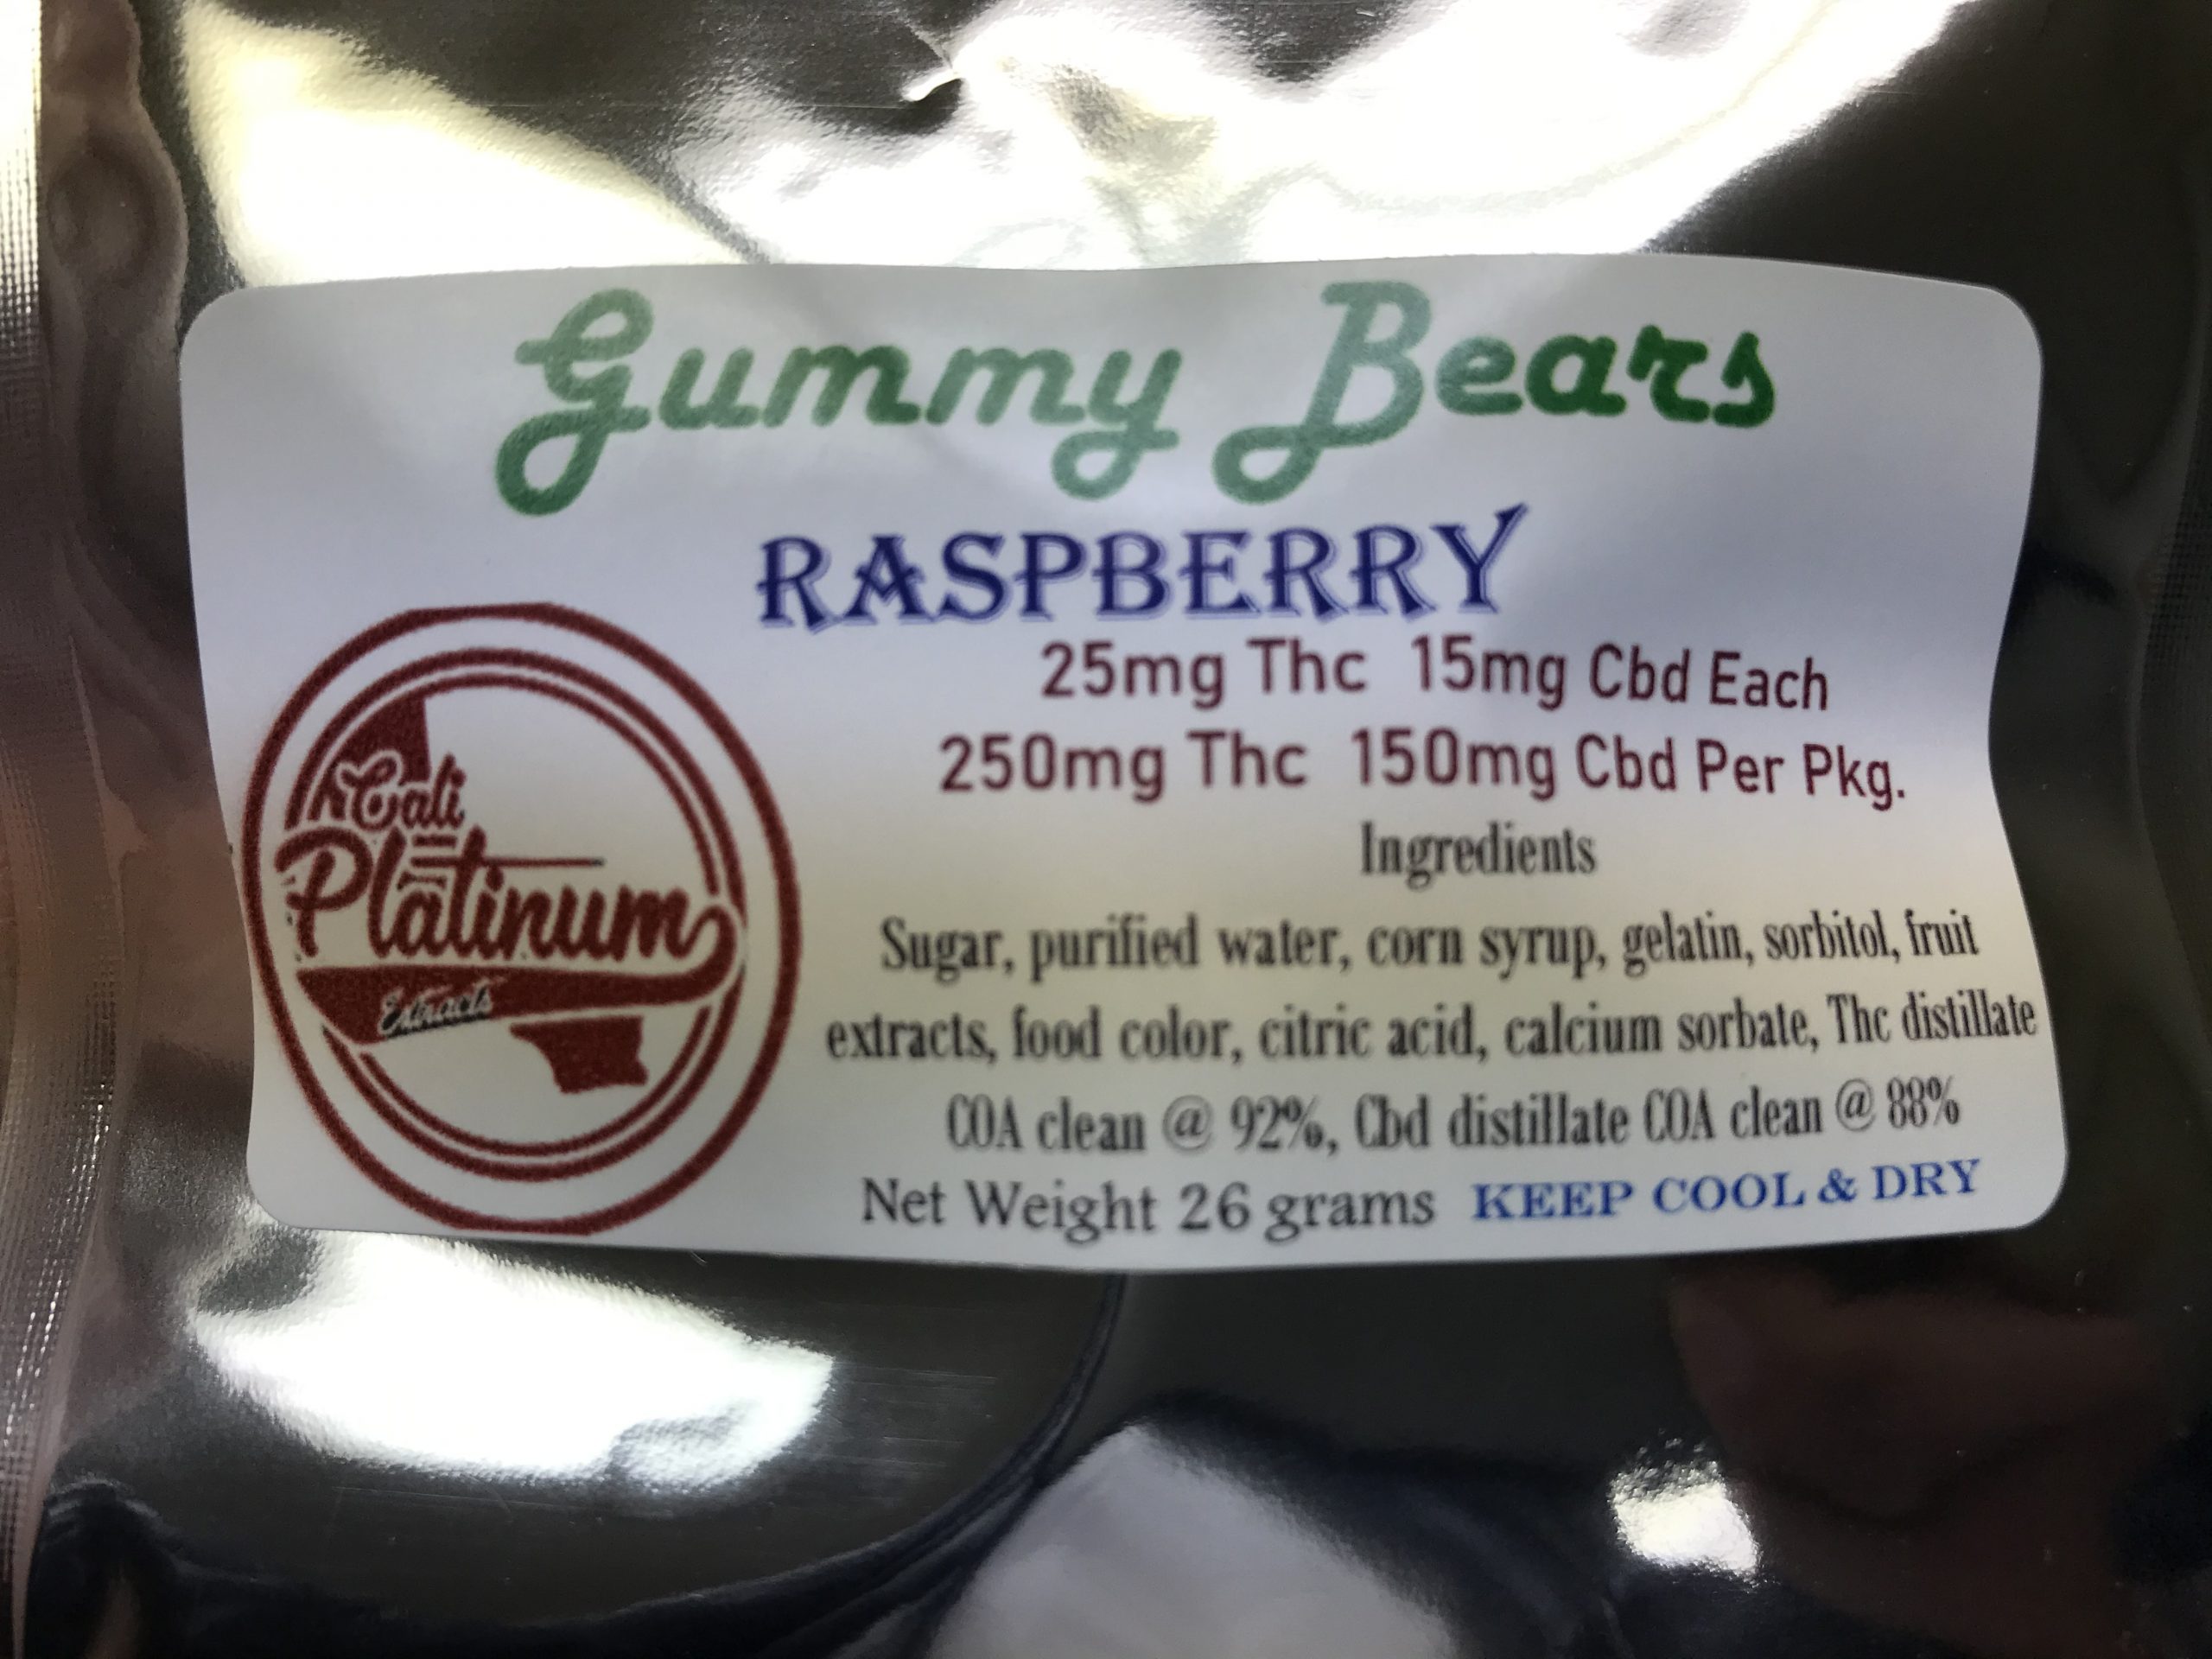 Gummy Bears
RASPBERRY
25mg Thc 15mg Cbd Each
250mg Thc 150mg Cbd Per Pkg.
Ingredients
Sugar, purified water, corn syrup, gelatin, sorbitol, fruit
extracts, food color, citric acid, calcium sorbate, Thc distillate
COA clean @ 92%, Cbd distillate COA clean @ 88%
Net Weight 26 grams KEEP COOL & DRY
Cali
Platinum
Extracts